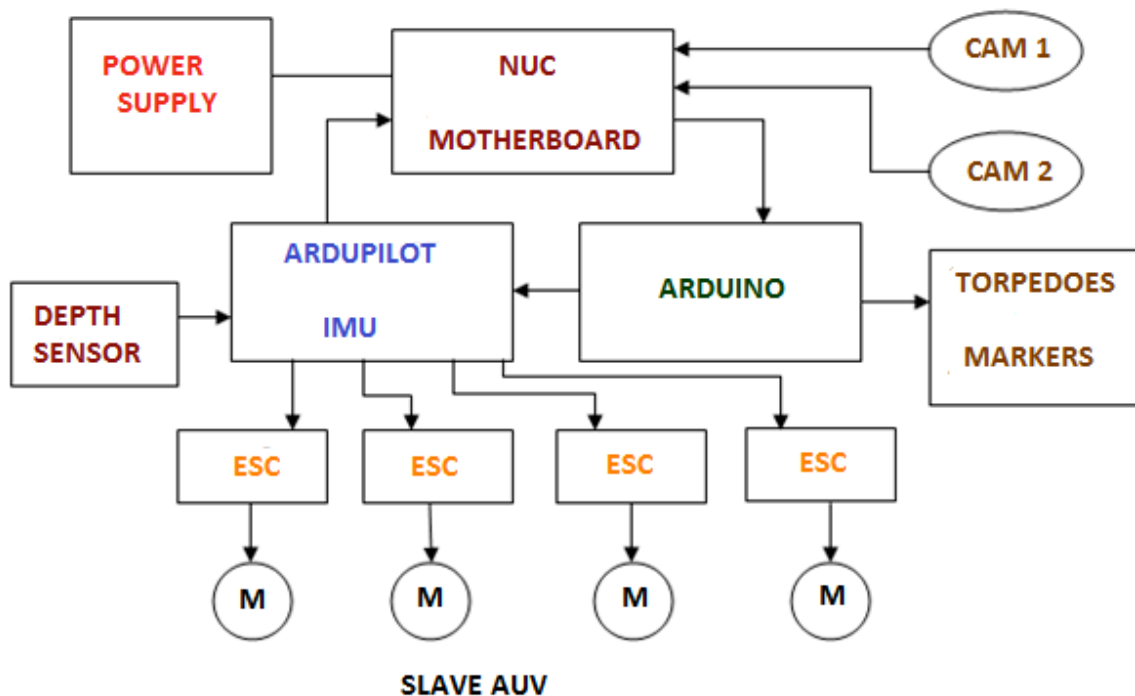 POWER
SUPPLY
NUC
MOTHERBOARD
CAM 1
CAM 2
ARDUPILOT
IMU
ARDUINO
TORPEDOES
MARKERS
DEPTH
SENSOR
ESC
ESC
ESC
ESC
M
M
M
M
SLAVE AUV